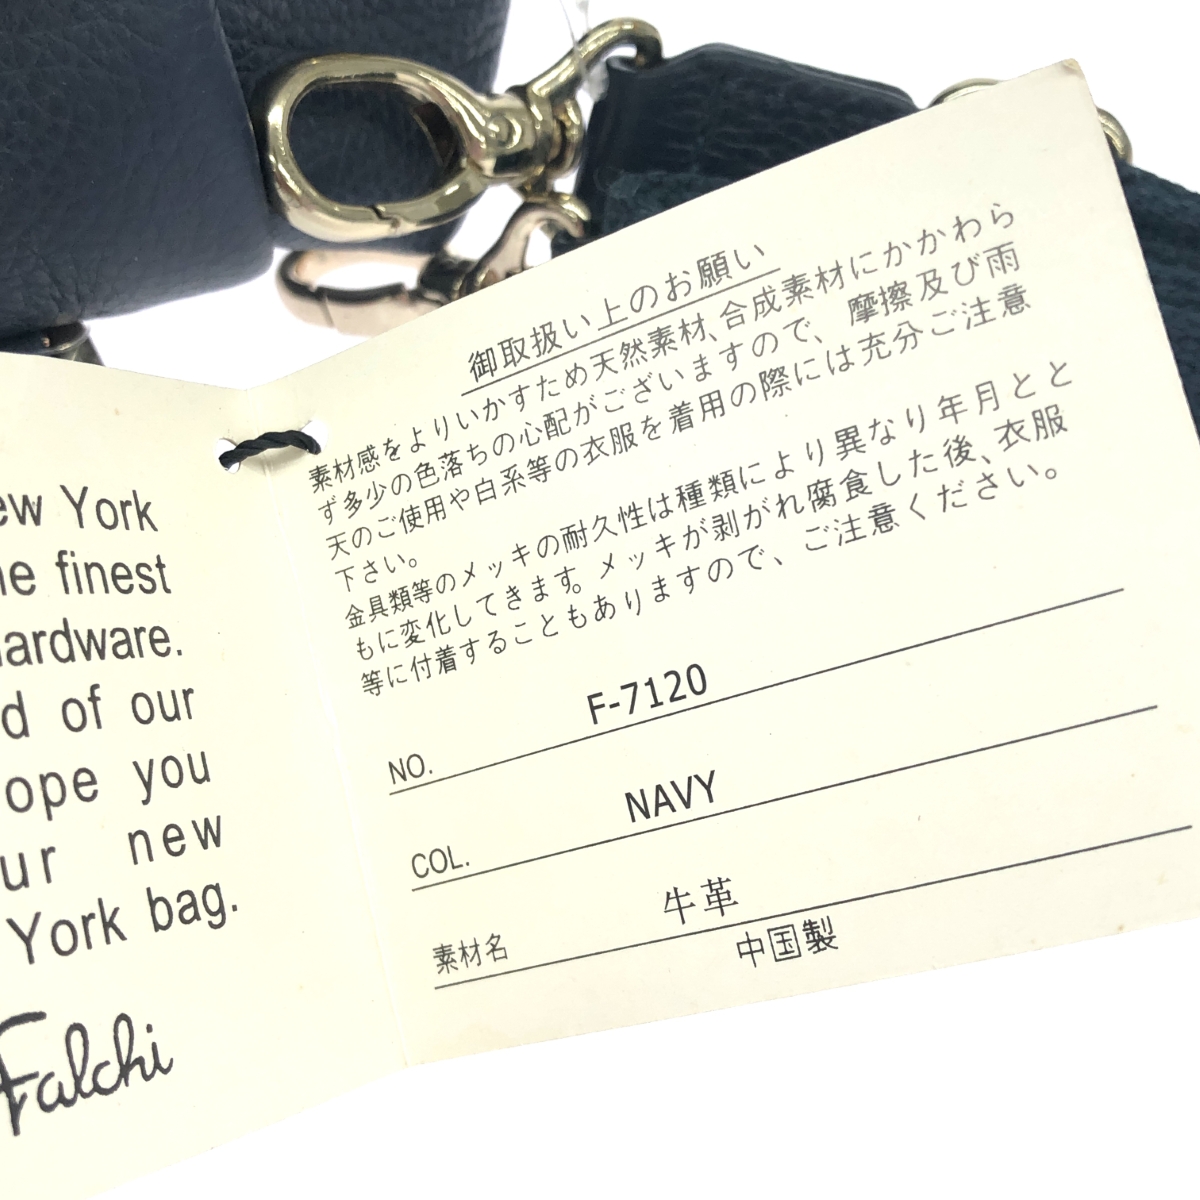 ew York
he finest
hardware.
d of our
ope you
ur new
York bag.
Falchi
御取扱い上のお願い
素材感をよりいかすため天然素材、合成素材にかかわら
ず多少の色落ちの心配がございますので、摩擦及び雨
天のご使用や白系等の衣服を着用の際には充分ご注意
下さい。
金具類等のメッキの耐久性は種類により異なり年月とと
もに変化してきます。メッキが剥がれ腐食した後、衣服
等に付着することもありますので、ご注意ください。
NO. F-7120
COL. NAVY
素材名 牛革
中国製